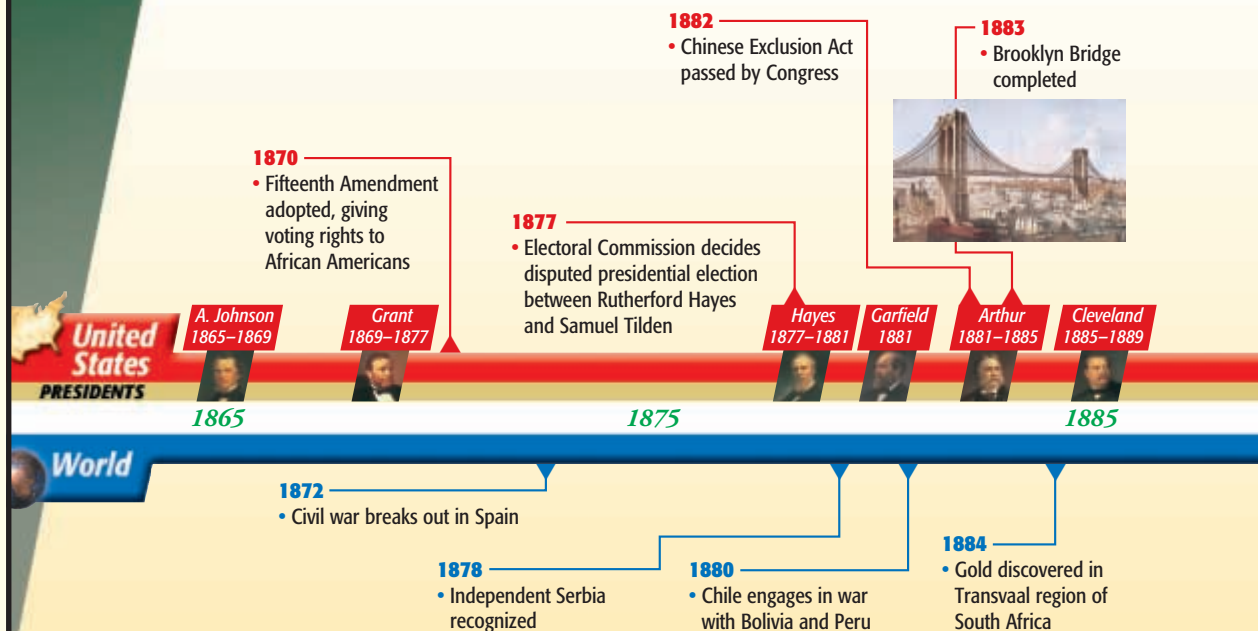 1882
• Chinese Exclusion Act
passed by Congress
1883
• Brooklyn Bridge
completed
1870
• Fifteenth Amendment
adopted, giving
voting rights to
African Americans
1877
• Electoral Commission decides
disputed presidential election
between Rutherford Hayes
and Samuel Tilden
United
States
PRESIDENTS
A. Johnson
1865–1869
Grant
1869–1877
Hayes
1877–1881
Garfield
1881
Arthur
1881–1885
Cleveland
1885–1889
1865
1875
1885
World
1872
• Civil war breaks out in Spain
1878
• Independent Serbia
recognized
1880
• Chile engages in war
with Bolivia and Peru
1884
• Gold discovered in
Transvaal region of
South Africa